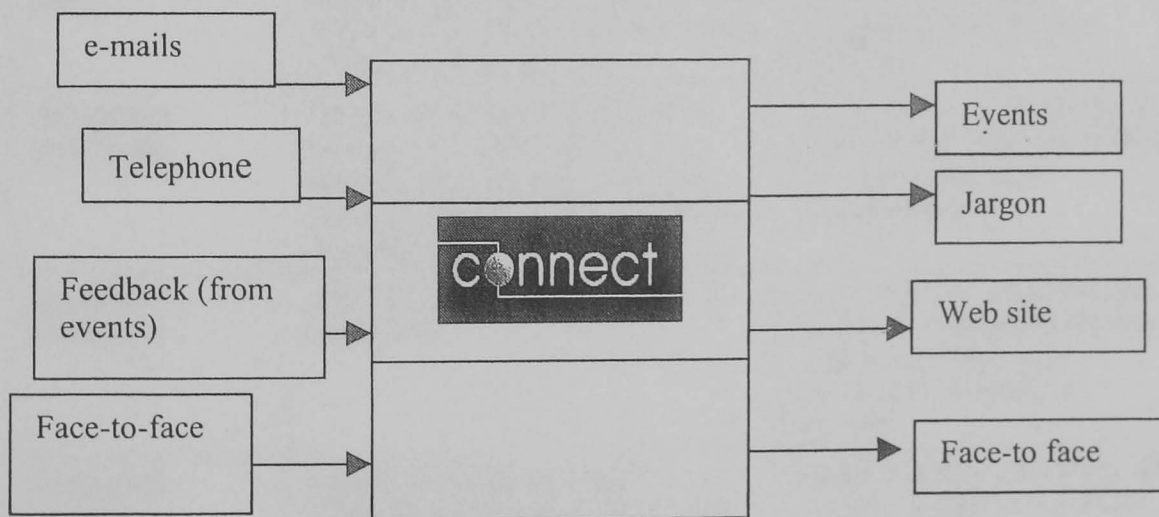 e-mails
Telephone
Feedback (from
events)
Face-to-face
connect
Events
Jargon
Web site
Face-to face